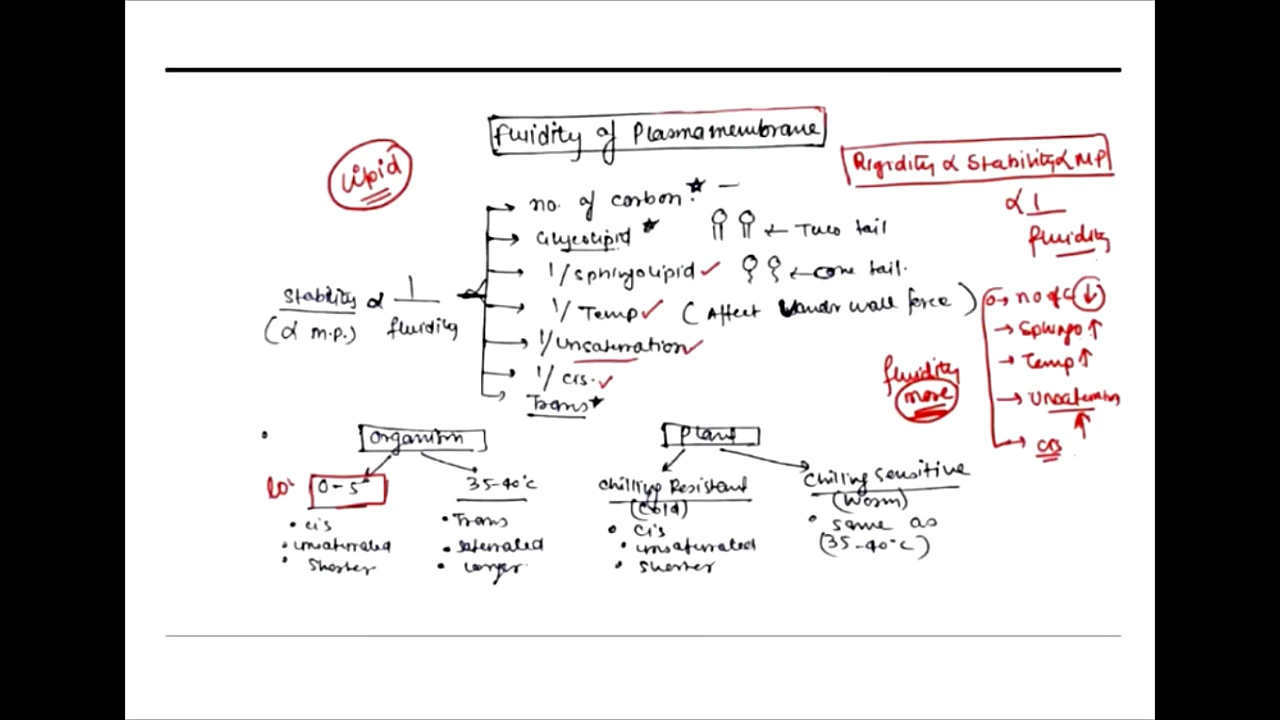 Fluidity of Plasmamembrane
Lipid
Rigidity α Stability α MP
α 1
fluidity
no. of carbon.★ —
Glycolipid ★
← Two tail
1/sphingolipid ✓
← one tail.
Stability α 1/fluidity
(α m.p.)
1/Temp ✓ (Affect Vandr wall force)
1/unsaturation ✓
1/cis. ✓
Trans ★
fluidity
more
→ no of C ↓
→ Sphingo ↑
→ Temp ↑
→ Unsaturation ↑
→ cis
• Organism
0-5°
• cis
• unsaturated
• Shorter
35-40°C
• Trans
• saturated
• Longer.
Plant
Chilling Resistant
(Cold)
• Cis
• unsaturated
• shorter
Chilling Sensitive
(Worm)
• same as
(35-40°C)